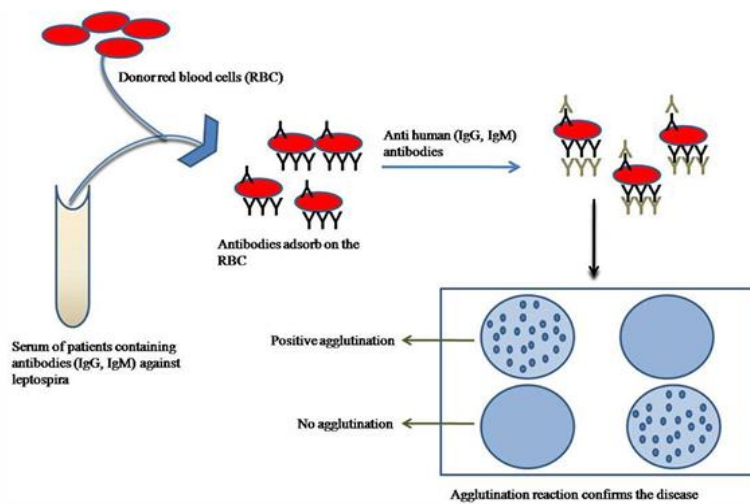 Donor red blood cells (RBC)
Anti human (IgG, IgM)
antibodies
Antibodies adsorb on the
RBC
Serum of patients containing
antibodies (IgG, IgM) against
leptospira
Positive agglutination
No agglutination
Agglutination reaction confirms the disease